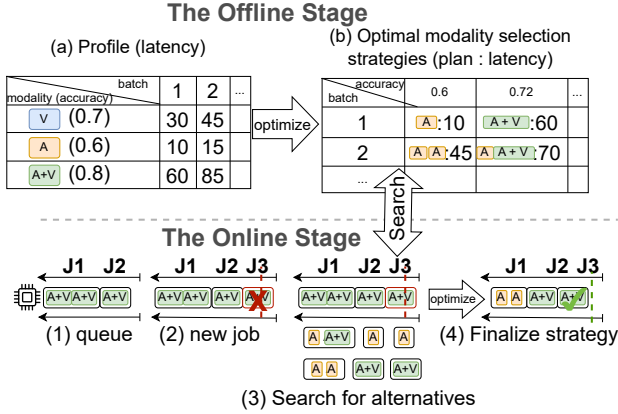 The Offline Stage
(a) Profile (latency)
(b) Optimal modality selection
strategies (plan : latency)
batch
modality (accuracy)
1 2 ...
V (0.7) 30 45
A (0.6) 10 15
A+V (0.8) 60 85
optimize
accuracy
batch
0.6 0.72 ...
1 A :10 A+V :60
2 A A :45 A A+V :70
...
Search
The Online Stage
J1 J2
A+V A+V A+V
(1) queue
J1 J2 J3
A+V A+V A+V A+V X
(2) new job
J1 J2 J3
A+V A+V A+V A+V
A A+V A A
A A A+V A+V
(3) Search for alternatives
optimize
J1 J2 J3
A A A+V A+V
(4) Finalize strategy